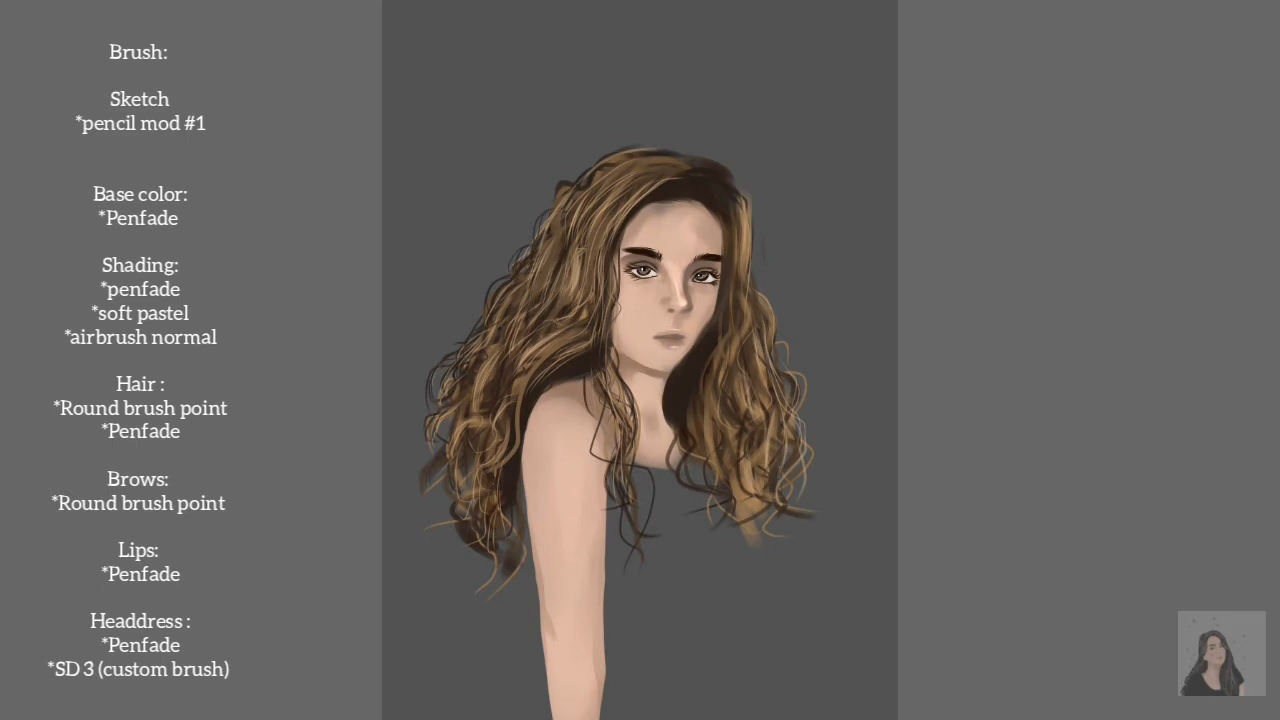 Brush:
Sketch
*pencil mod #1
Base color:
*Penfade
Shading:
*penfade
*soft pastel
*airbrush normal
Hair :
*Round brush point
*Penfade
Brows:
*Round brush point
Lips:
*Penfade
Headdress :
*Penfade
*SD 3 (custom brush)